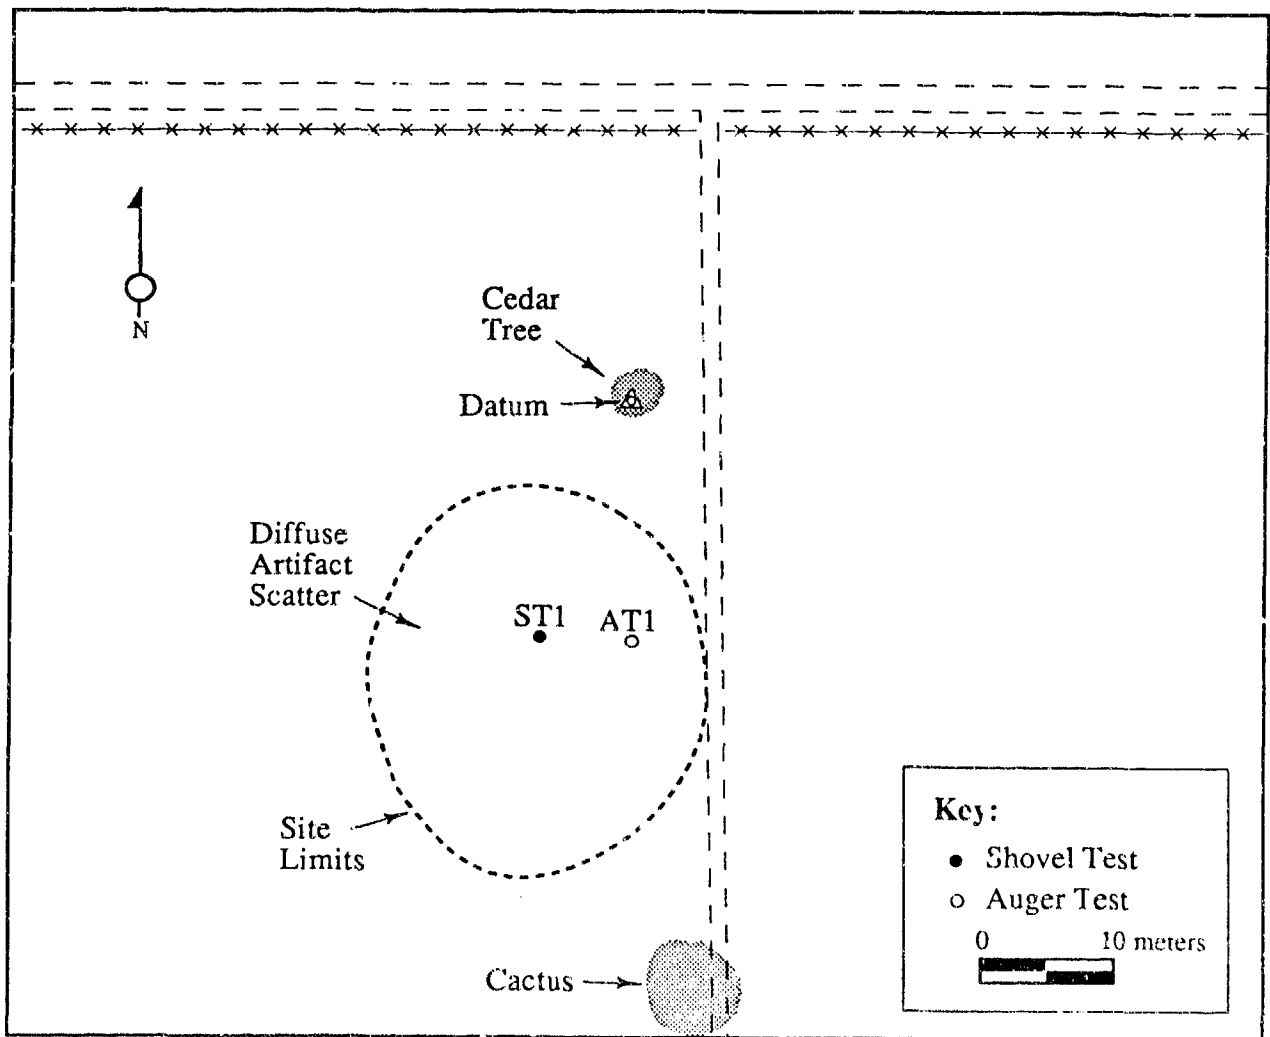 N
Cedar
Tree
Datum
Diffuse
Artifact
Scatter
ST1 AT1
Site
Limits
Cactus
Key:
Shovel Test
Auger Test
0 10 meters